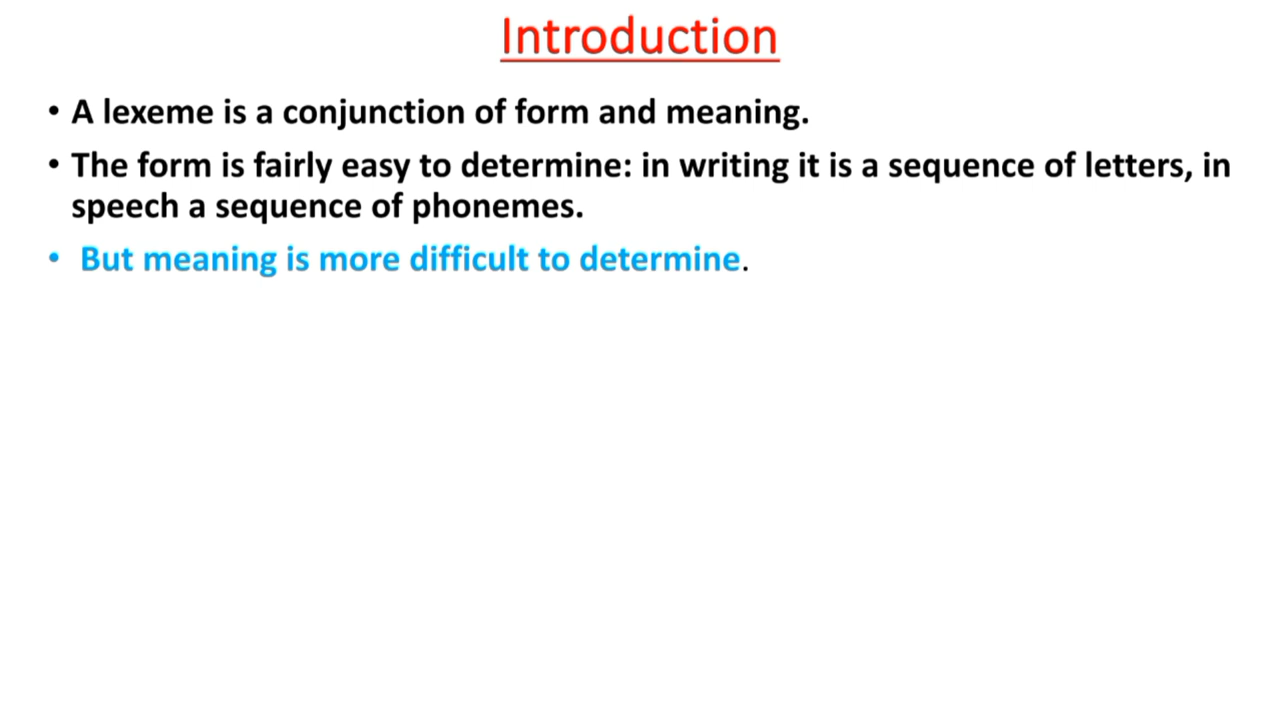 Introduction
• A lexeme is a conjunction of form and meaning.
• The form is fairly easy to determine: in writing it is a sequence of letters, in
speech a sequence of phonemes.
• But meaning is more difficult to determine.